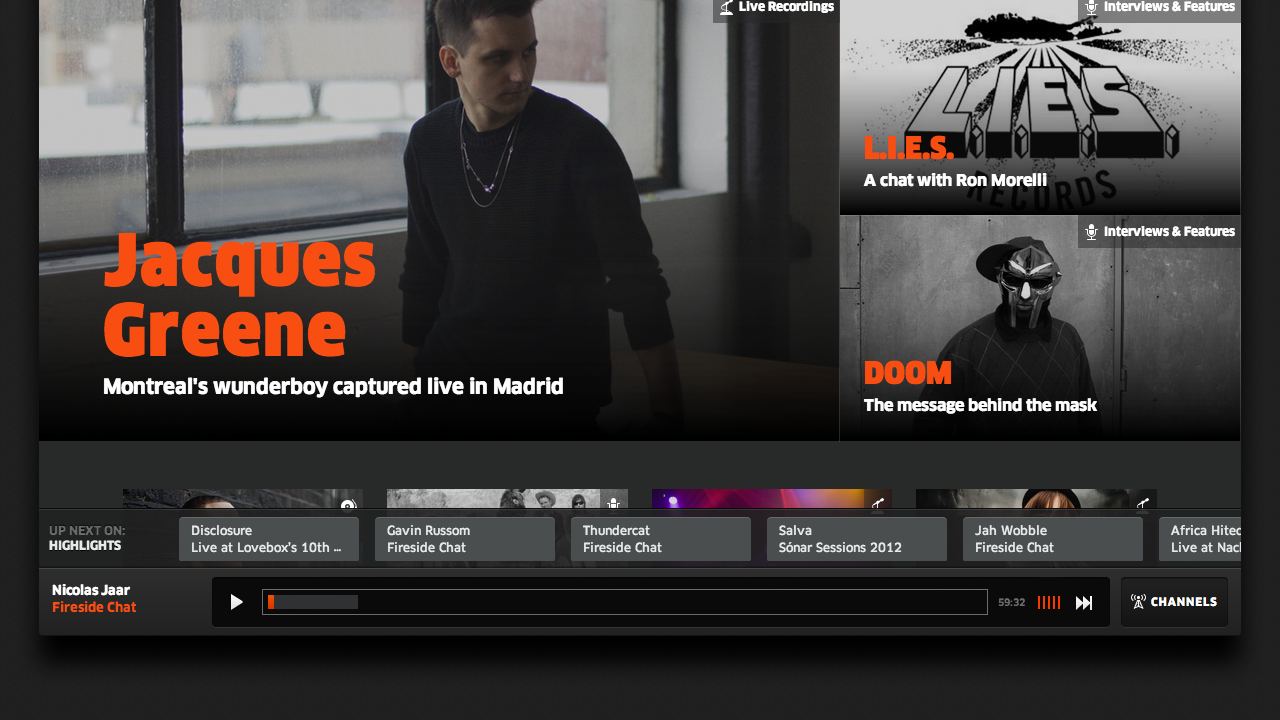 Live Recordings
Interviews & Features
L.I.E.S.
RECORDS
L.I.E.S.
A chat with Ron Morelli
Interviews & Features
Jacques
Greene
Montreal's wunderboy captured live in Madrid
DOOM
The message behind the mask
UP NEXT ON:
HIGHLIGHTS
Disclosure
Live at Lovebox's 10th ...
Gavin Russom
Fireside Chat
Thundercat
Fireside Chat
Salva
Sónar Sessions 2012
Jah Wobble
Fireside Chat
Africa Hitec
Live at Nac
Nicolas Jaar
Fireside Chat
59:32
CHANNELS